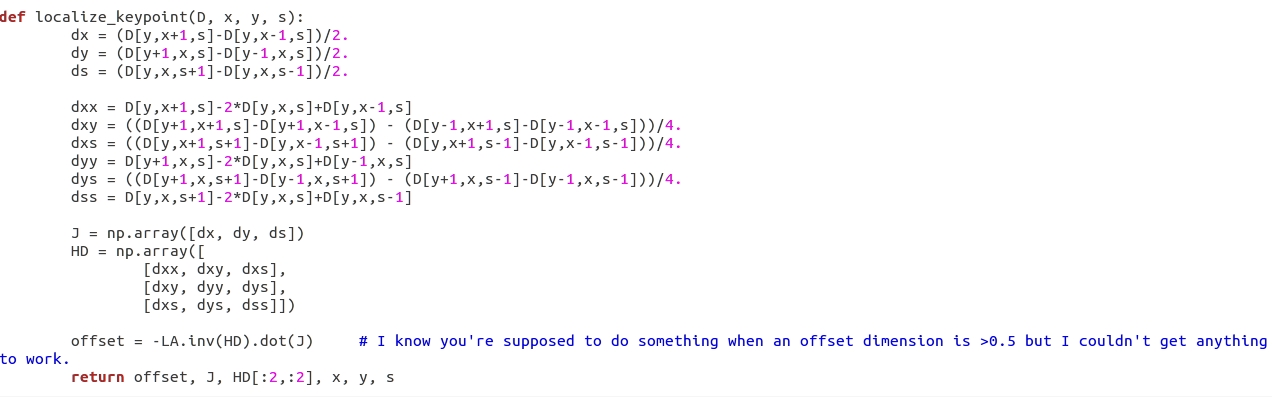 def localize_keypoint(D, x, y, s):
        dx = (D[y,x+1,s]-D[y,x-1,s])/2.
        dy = (D[y+1,x,s]-D[y-1,x,s])/2.
        ds = (D[y,x,s+1]-D[y,x,s-1])/2.

        dxx = D[y,x+1,s]-2*D[y,x,s]+D[y,x-1,s]
        dxy = ((D[y+1,x+1,s]-D[y+1,x-1,s]) - (D[y-1,x+1,s]-D[y-1,x-1,s]))/4.
        dxs = ((D[y,x+1,s+1]-D[y,x-1,s+1]) - (D[y,x+1,s-1]-D[y,x-1,s-1]))/4.
        dyy = D[y+1,x,s]-2*D[y,x,s]+D[y-1,x,s]
        dys = ((D[y+1,x,s+1]-D[y-1,x,s+1]) - (D[y+1,x,s-1]-D[y-1,x,s-1]))/4.
        dss = D[y,x,s+1]-2*D[y,x,s]+D[y,x,s-1]

        J = np.array([dx, dy, ds])
        HD = np.array([
                [dxx, dxy, dxs],
                [dxy, dyy, dys],
                [dxs, dys, dss]])

        offset = -LA.inv(HD).dot(J)     # I know you're supposed to do something when an offset dimension is >0.5 but I couldn't get anything
to work.
        return offset, J, HD[:2,:2], x, y, s